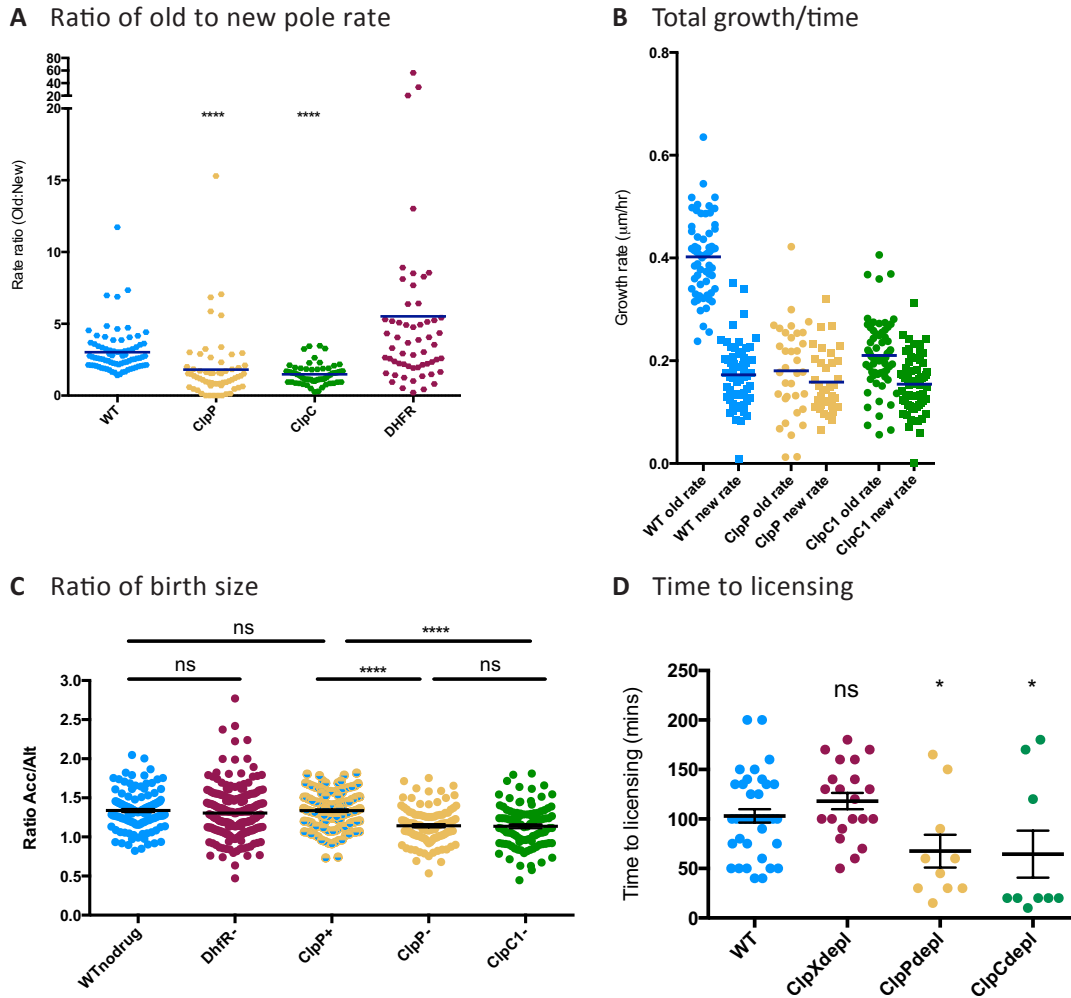 A Ratio of old to new pole rate
80
60
40
20
20
15
10
5
0
Rate ratio (Old:New)
****
****
WT
ClpP
ClpC
DHFR
B Total growth/time
0.8
0.6
0.4
0.2
0.0
Growth rate (μm/hr)
WT old rate
WT new rate
ClpP old rate
ClpP new rate
ClpC1 old rate
ClpC1 new rate
C Ratio of birth size
ns
****
ns
****
ns
3.0
2.5
2.0
1.5
1.0
0.5
0.0
Ratio Acc/Alt
WTnodrug
DhfR-
ClpP+
ClpP-
ClpC1-
D Time to licensing
250
200
150
100
50
0
Time to licensing (mins)
ns
*
*
WT
ClpXdepl
ClpPdepl
ClpCdepl